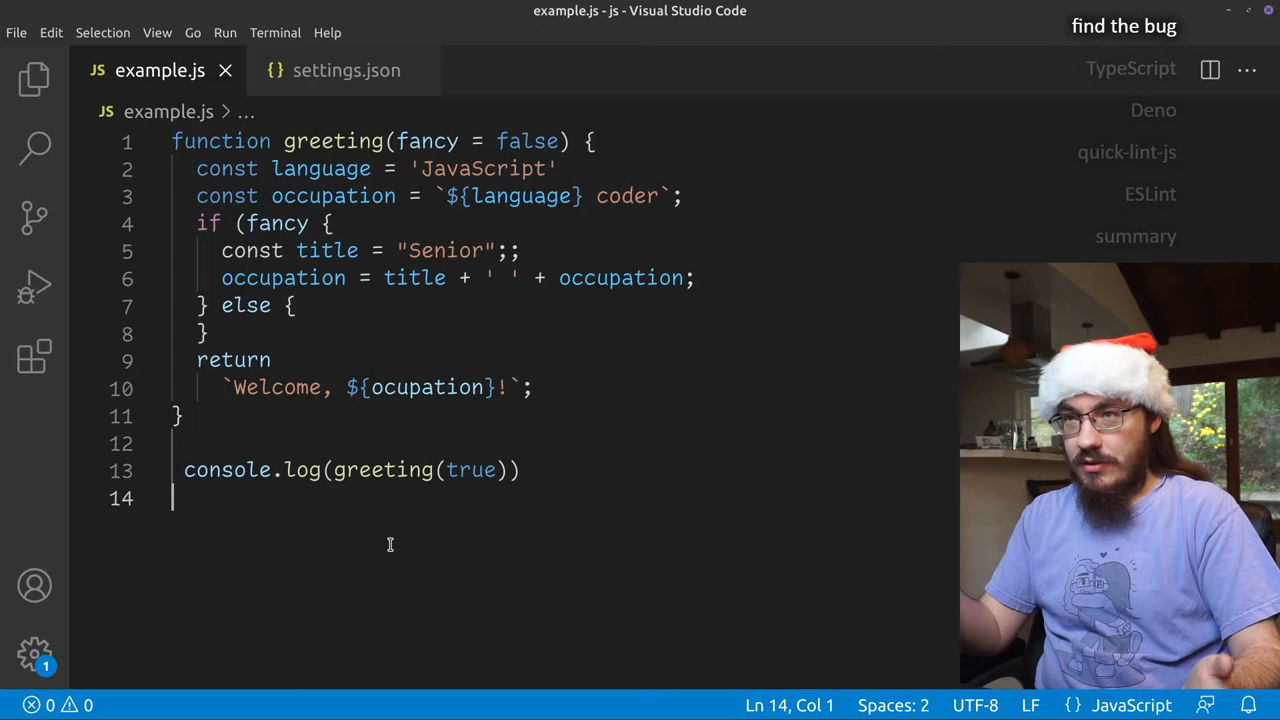 example.js - js - Visual Studio Code
File Edit Selection View Go Run Terminal Help
find the bug
JS example.js
{} settings.json
TypeScript
JS example.js > ...
Deno
quick-lint-js
ESLint
summary
1 function greeting(fancy = false) {
2 const language = 'JavaScript'
3 const occupation = `${language} coder`;
4 if (fancy {
5 const title = "Senior";;
6 occupation = title + ' ' + occupation;
7 } else {
8 }
9 return
10 `Welcome, ${ocupation}!`;
11 }
12
13 console.log(greeting(true))
14
1
0 0 Ln 14, Col 1 Spaces: 2 UTF-8 LF {} JavaScript